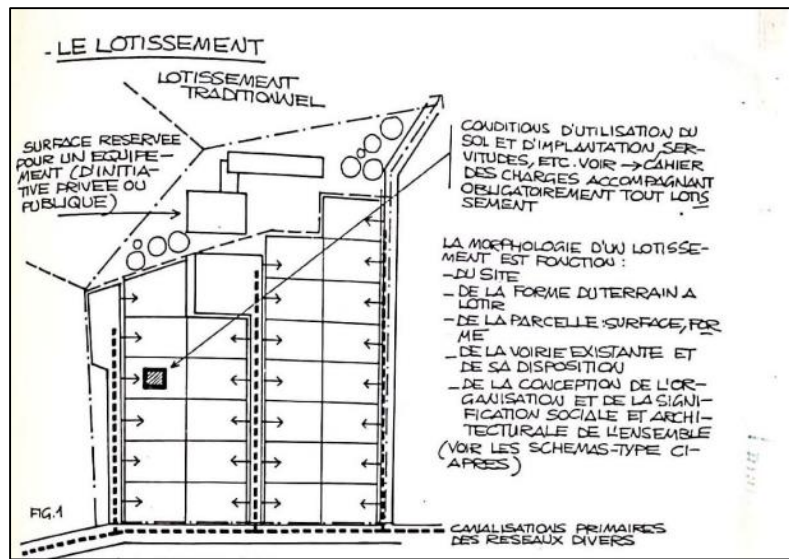 - LE LOTISSEMENT
LOTISSEMENT
TRADITIONNEL
SURFACE RESERVEE
POUR UN EQUIPE-
MENT (D'INITIA-
TIVE PRIVEE OU
PUBLIQUE)
CONDITIONS D'UTILISATION DU
SOL ET D'IMPLANTATION, SER-
VITUDES, ETC. VOIR → CAHIER
DES CHARGES ACCOMPAGNANT
OBLIGATOIREMENT TOUT LOTIS
SEMENT
LA MORPHOLOGIE D'UN LOTISSE-
MENT EST FONCTION :
- DU SITE
- DE LA FORME DU TERRAIN A
LOTIR
- DE LA PARCELLE : SURFACE, FOR
ME
- DE LA VOIRIE EXISTANTE ET
DE SA DISPOSITION
- DE LA CONCEPTION DE L'OR-
GANISATION ET DE LA SIGNI-
FICATION SOCIALE ET ARCHI-
TECTURALE DE L'ENSEMBLE
(VOIR LES SCHEMAS-TYPE CI-
APRES)
FIG.1
CANALISATIONS PRIMAIRES
DES RESEAUX DIVERS